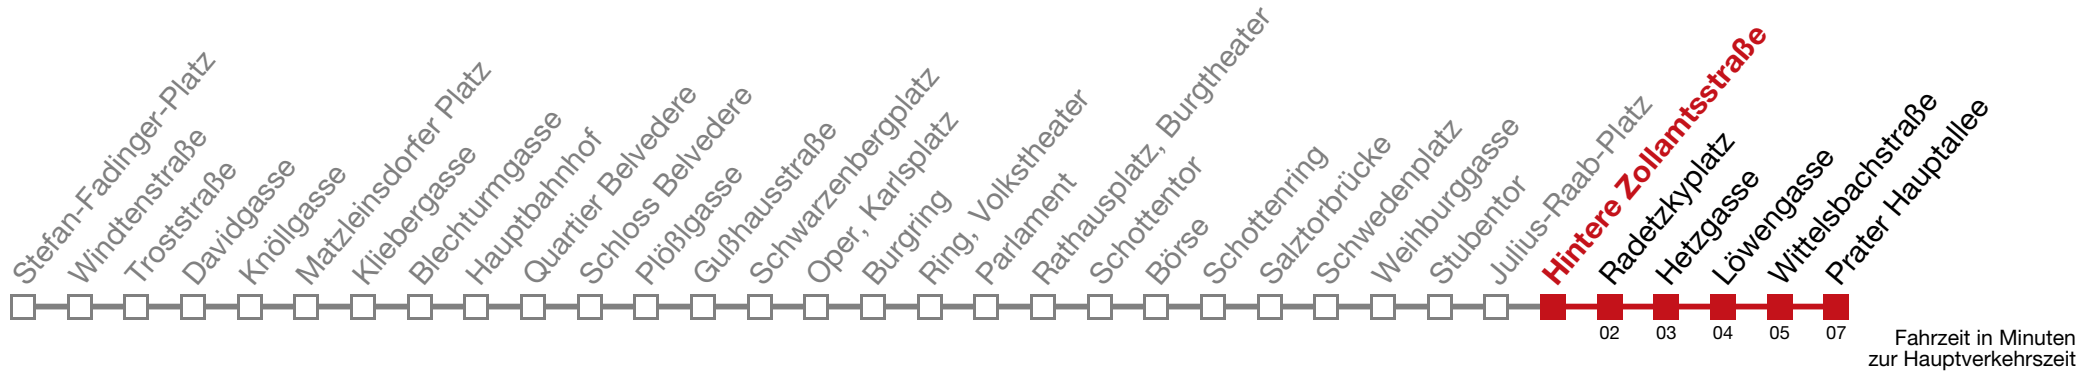 Stefan-Fadinger-Platz
Windtenstraße
Troststraße
Davidgasse
Knöllgasse
Matzleinsdorfer Platz
Kliebergasse
Blechturmgasse
Hauptbahnhof
Quartier Belvedere
Schloss Belvedere
Plößlgasse
Gußhausstraße
Schwarzenbergplatz
Oper, Karlsplatz
Burgring
Ring, Volkstheater
Parlament
Rathausplatz, Burgtheater
Schottentor
Börse
Schottenring
Salztorbrücke
Schwedenplatz
Weihburggasse
Stubentor
Julius-Raab-Platz
Hintere Zollamtsstraße
Radetzkyplatz
Hetzgasse
Löwengasse
Wittelsbachstraße
Prater Hauptallee
02 03 04 05 07
Fahrzeit in Minuten
zur Hauptverkehrszeit